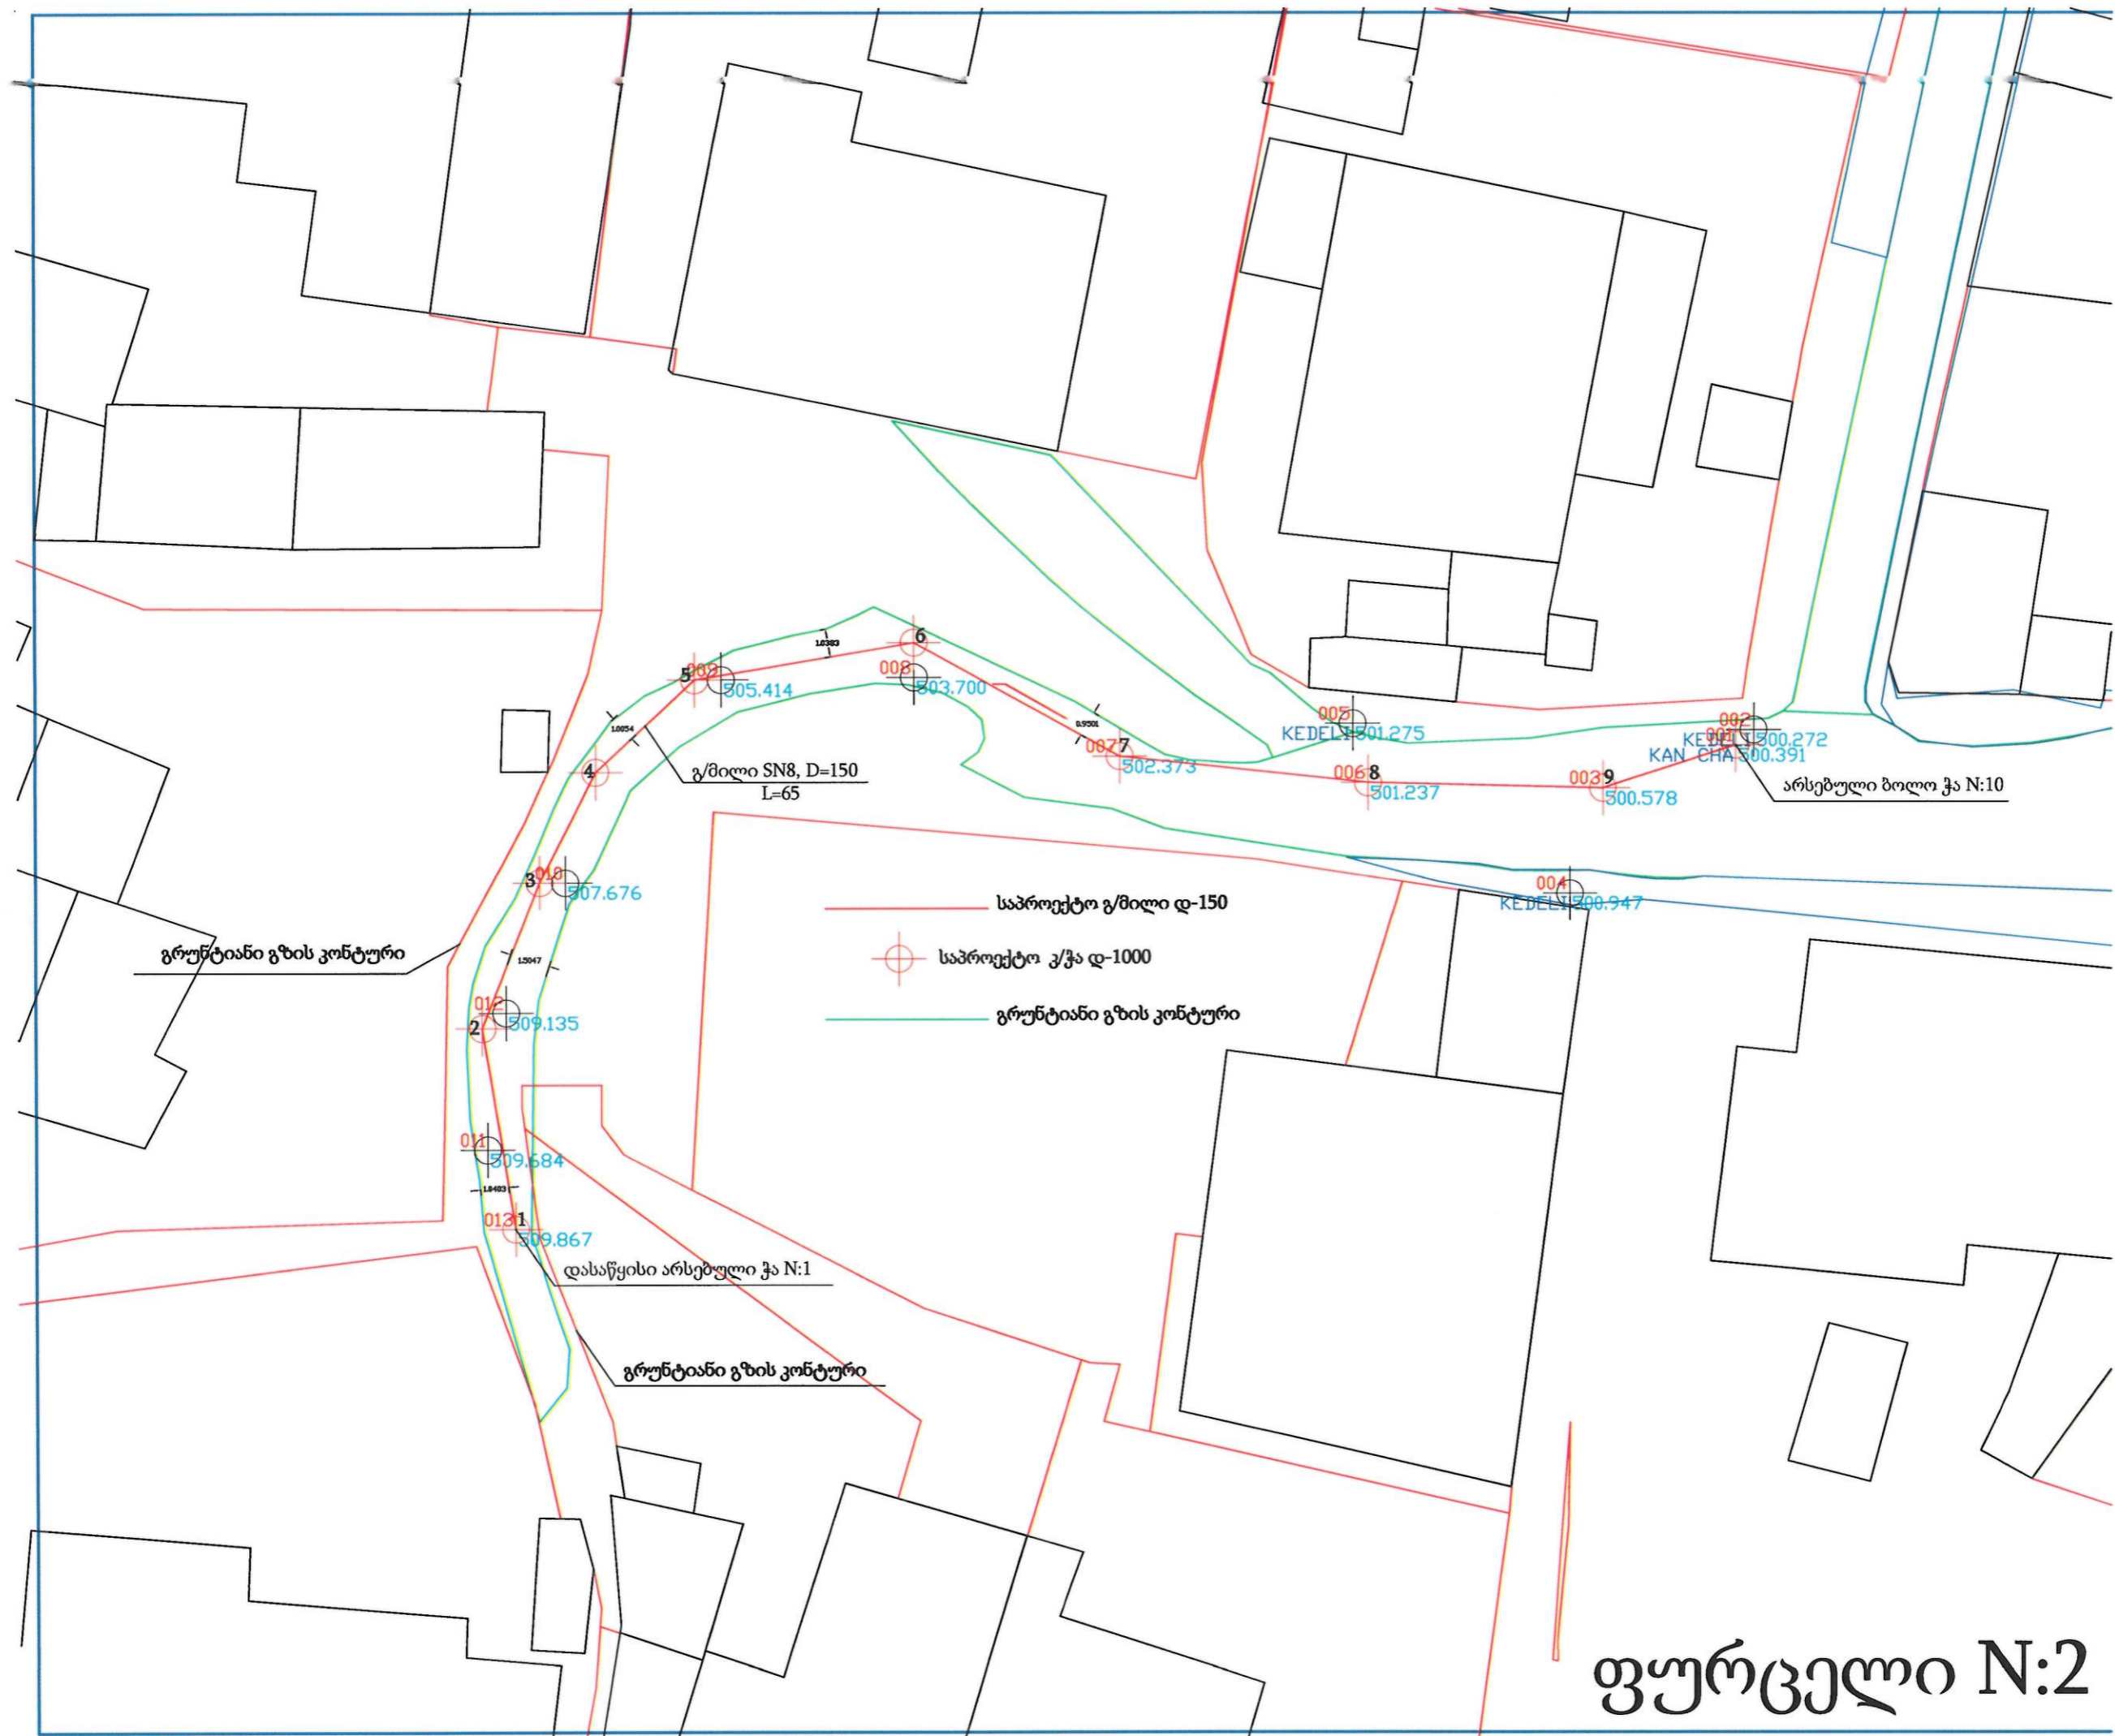 1.0383
6
5
009
505.414
008
503.700
1.0054
0.9501
005
KEDELI 501.275
002
KEDELI 500.272
001
KAN CHA 500.391
007
7
502.373
4
გ/მილი SN8, D=150
L=65
006
8
501.237
003
9
500.578
არსებული ბოლო ჭა N:10
3
010
507.676
004
KEDELI 500.947
საპროექტო გ/მილი დ-150
გრუნტიანი გზის კონტური
საპროექტო კ/ჭა დ-1000
1.5047
012
2
509.135
გრუნტიანი გზის კონტური
011
509.684
1.8403
013
1
509.867
დასაწყისი არსებული ჭა N:1
გრუნტიანი გზის კონტური
ფურცელი N:2